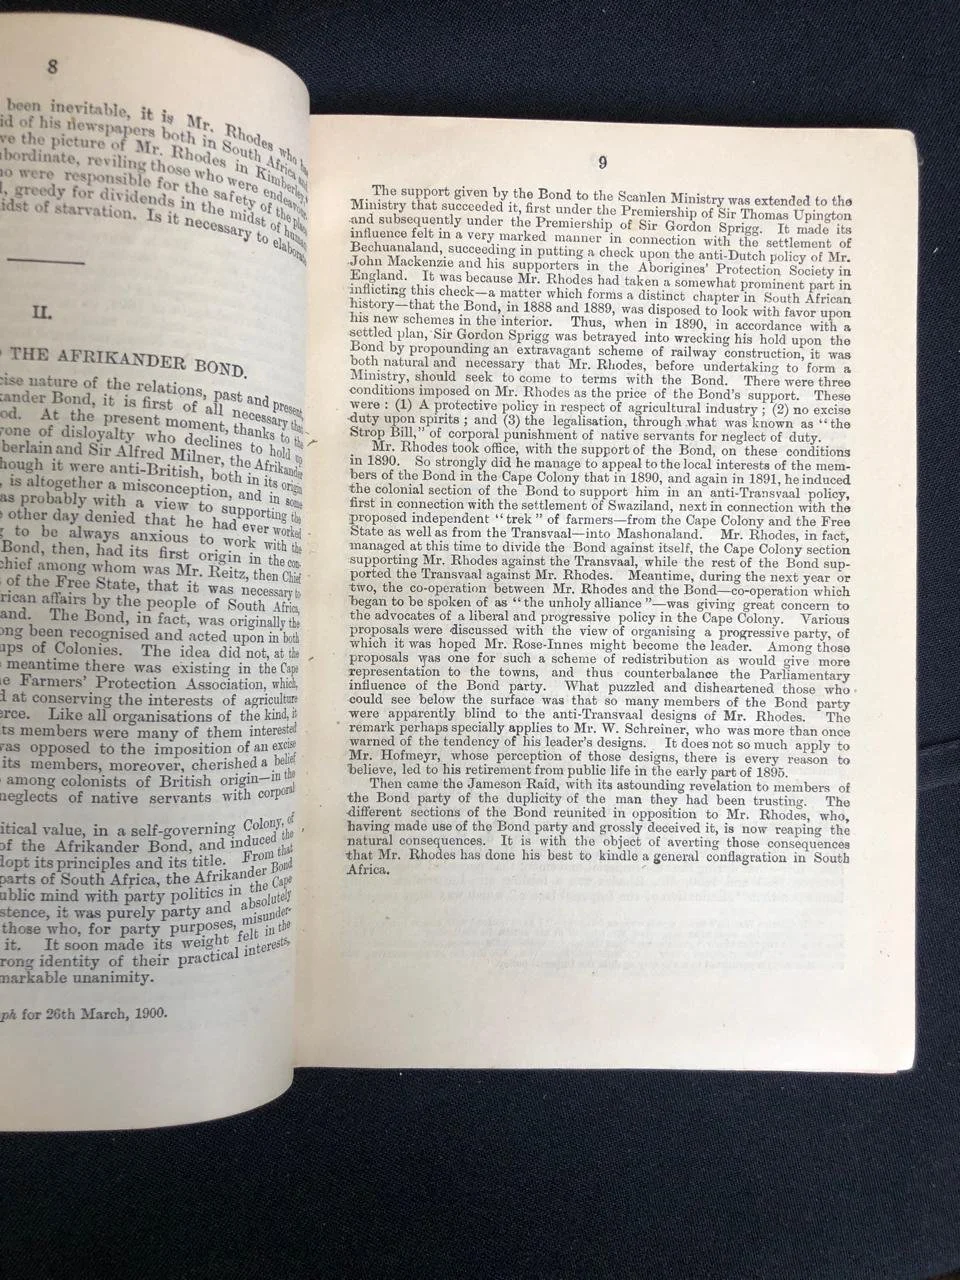 8
been inevitable, it is Mr. Rhodes who
of his newspapers both in South Africa
the picture of Mr. Rhodes in Kimberley,
reviling those who were
were responsible for the safety of the place
greedy for dividends in the midst of human
of starvation. Is it necessary to
II.
THE AFRIKANDER BOND.
nature of the relations, past and present
Bond, it is first of all necessary that
At the present moment, thanks to the
of disloyalty who declines to hold up
and Sir Alfred Milner, the Afrikander
it were anti-British, both in its origin
is altogether a misconception, and in some
probably with a view to supporting the
other day denied that he had ever worked
to be always anxious to work with the
Bond, then, had its first origin in the con-
chief among whom was Mr. Reitz, then Chief
of the Free State, that it was necessary to
affairs by the people of South Africa,
The Bond, in fact, was originally the
been recognised and acted upon in both
of Colonies. The idea did not, at the
meantime there was existing in the Cape
Farmers' Protection Association, which,
at conserving the interests of agriculture
Like all organisations of the kind, it
members were many of them interested
was opposed to the imposition of an excise
its members, moreover, cherished a belief
among colonists of British origin—in the
neglects of native servants with corporal
value, in a self-governing Colony, of
of the Afrikander Bond, and induced the
its principles and its title. From that
parts of South Africa, the Afrikander Bond
mind with party politics in the Cape
it was purely party and absolutely
those who, for party purposes, misunder-
it. It soon made its weight felt in the
identity of their practical interests,
unanimity.
for 26th March, 1900.
9
The support given by the Bond to the Scanlen Ministry was extended to the
Ministry that succeeded it, first under the Premiership of Sir Thomas Upington
and subsequently under the Premiership of Sir Gordon Sprigg. It made its
influence felt in a very marked manner in connection with the settlement of
Bechuanaland, succeeding in putting a check upon the anti-Dutch policy of Mr.
John Mackenzie and his supporters in the Aborigines' Protection Society in
England. It was because Mr. Rhodes had taken a somewhat prominent part in
inflicting this check—a matter which forms a distinct chapter in South African
history—that the Bond, in 1888 and 1889, was disposed to look with favor upon
his new schemes in the interior. Thus, when in 1890, in accordance with a
settled plan, Sir Gordon Sprigg was betrayed into wrecking his hold upon the
Bond by propounding an extravagant scheme of railway construction, it was
both natural and necessary that Mr. Rhodes, before undertaking to form a
Ministry, should seek to come to terms with the Bond. There were three
conditions imposed on Mr. Rhodes as the price of the Bond's support. These
were : (1) A protective policy in respect of agricultural industry ; (2) no excise
duty upon spirits ; and (3) the legalisation, through what was known as "the
Strop Bill," of corporal punishment of native servants for neglect of duty.
Mr. Rhodes took office, with the support of the Bond, on these conditions
in 1890. So strongly did he manage to appeal to the local interests of the mem-
bers of the Bond in the Cape Colony that in 1890, and again in 1891, he induced
the colonial section of the Bond to support him in an anti-Transvaal policy,
first in connection with the settlement of Swaziland, next in connection with the
proposed independent "trek" of farmers—from the Cape Colony and the Free
State as well as from the Transvaal—into Mashonaland. Mr. Rhodes, in fact,
managed at this time to divide the Bond against itself, the Cape Colony section
supporting Mr. Rhodes against the Transvaal, while the rest of the Bond sup-
ported the Transvaal against Mr. Rhodes. Meantime, during the next year or
two, the co-operation between Mr. Rhodes and the Bond—co-operation which
began to be spoken of as "the unholy alliance"—was giving great concern to
the advocates of a liberal and progressive policy in the Cape Colony. Various
proposals were discussed with the view of organising a progressive party, of
which it was hoped Mr. Rose-Innes might become the leader. Among those
proposals was one for such a scheme of redistribution as would give more
representation to the towns, and thus counterbalance the Parliamentary
influence of the Bond party. What puzzled and disheartened those who
could see below the surface was that so many members of the Bond party
were apparently blind to the anti-Transvaal designs of Mr. Rhodes. The
remark perhaps specially applies to Mr. W. Schreiner, who was more than once
warned of the tendency of his leader's designs. It does not so much apply to
Mr. Hofmeyr, whose perception of those designs, there is every reason to
believe, led to his retirement from public life in the early part of 1895.
Then came the Jameson Raid, with its astounding revelation to members of
the Bond party of the duplicity of the man they had been trusting. The
different sections of the Bond reunited in opposition to Mr. Rhodes, who,
having made use of the Bond party and grossly deceived it, is now reaping the
natural consequences. It is with the object of averting those consequences
that Mr. Rhodes has done his best to kindle a general conflagration in South
Africa.